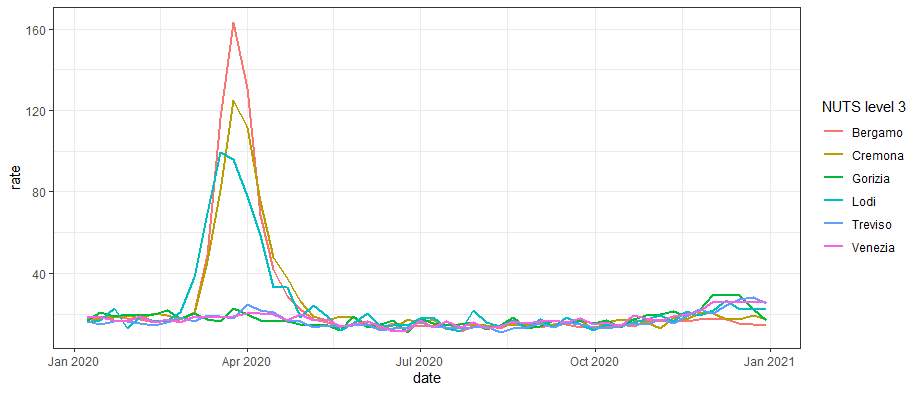 rate
160
120
80
40
Jan 2020
Apr 2020
Jul 2020
Oct 2020
Jan 2021
date
NUTS level 3
Bergamo
Cremona
Gorizia
Lodi
Treviso
Venezia